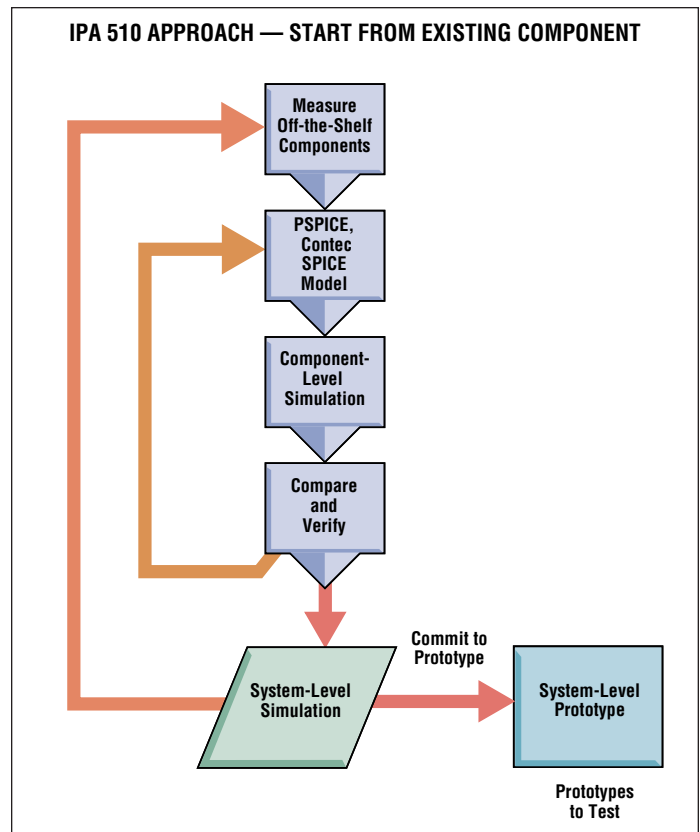 IPA 510 APPROACH — START FROM EXISTING COMPONENT
Measure
Off-the-Shelf
Components
PSPICE,
Contec
SPICE
Model
Component-
Level
Simulation
Compare
and
Verify
System-Level
Simulation
Commit to
Prototype
System-Level
Prototype
Prototypes
to Test